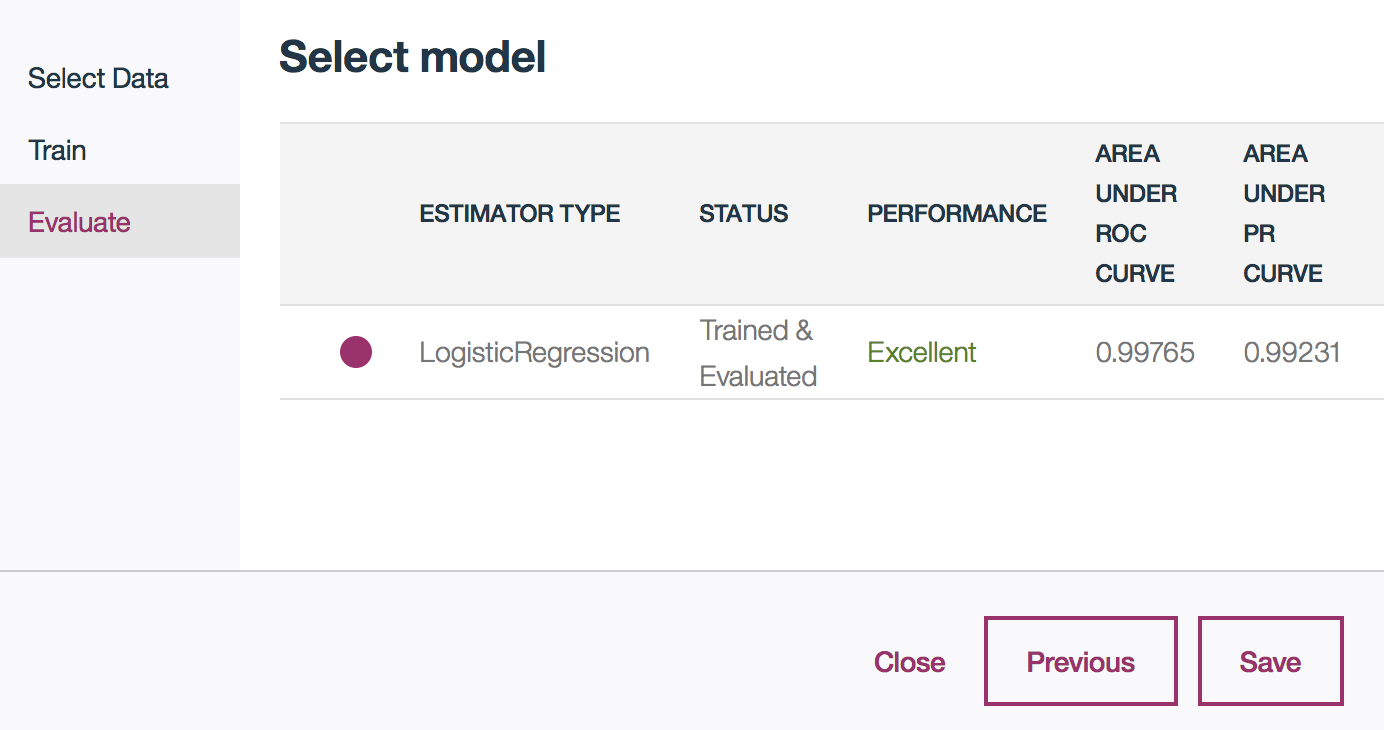 Select Data
Train
Evaluate
Select model
ESTIMATOR TYPE
STATUS
PERFORMANCE
AREA
UNDER
ROC
CURVE
AREA
UNDER
PR
CURVE
LogisticRegression
Trained &
Evaluated
Excellent
0.99765
0.99231
Close
Previous
Save